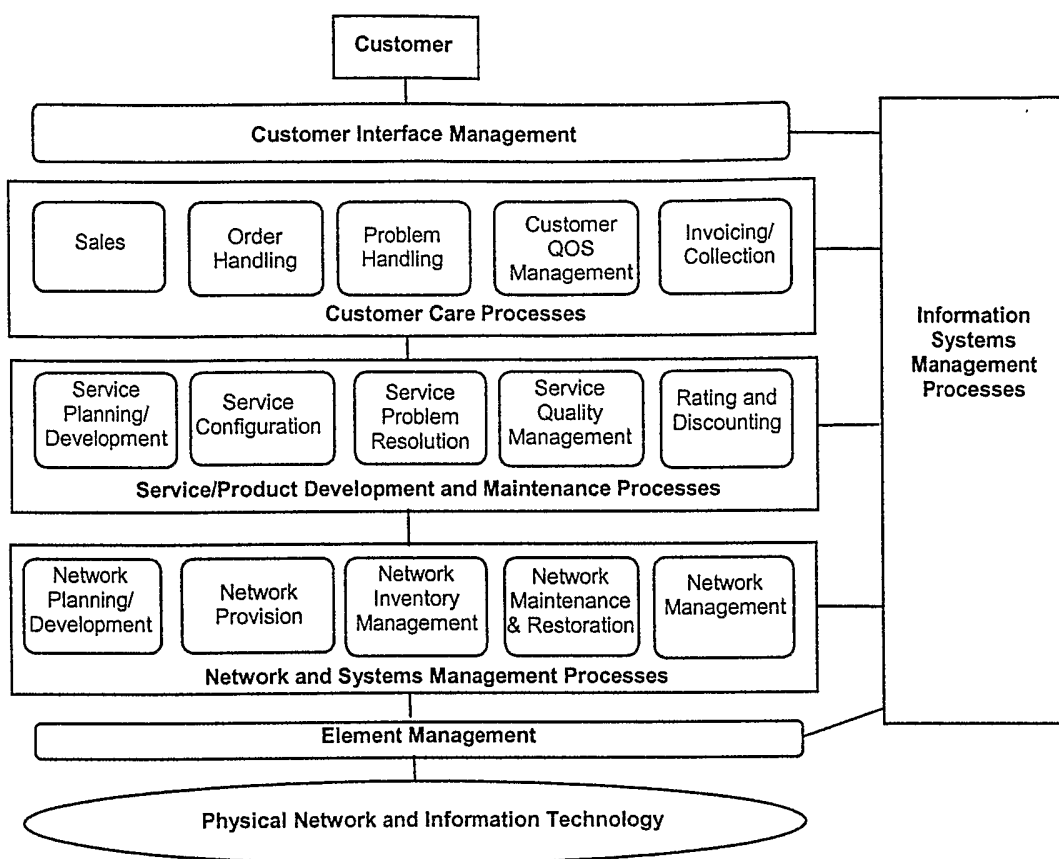 Customer
Customer Interface Management
Sales
Order
Handling
Problem
Handling
Customer
QOS
Management
Invoicing/
Collection
Customer Care Processes
Service
Planning/
Development
Service
Configuration
Service
Problem
Resolution
Service
Quality
Management
Rating and
Discounting
Service/Product Development and Maintenance Processes
Network
Planning/
Development
Network
Provision
Network
Inventory
Management
Network
Maintenance
& Restoration
Network
Management
Network and Systems Management Processes
Element Management
Physical Network and Information Technology
Information
Systems
Management
Processes